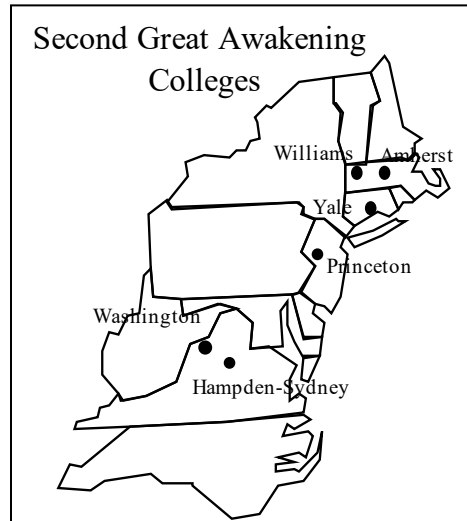 Second Great Awakening
Colleges
Williams
Amherst
Yale
Princeton
Washington
Hampden-Sydney